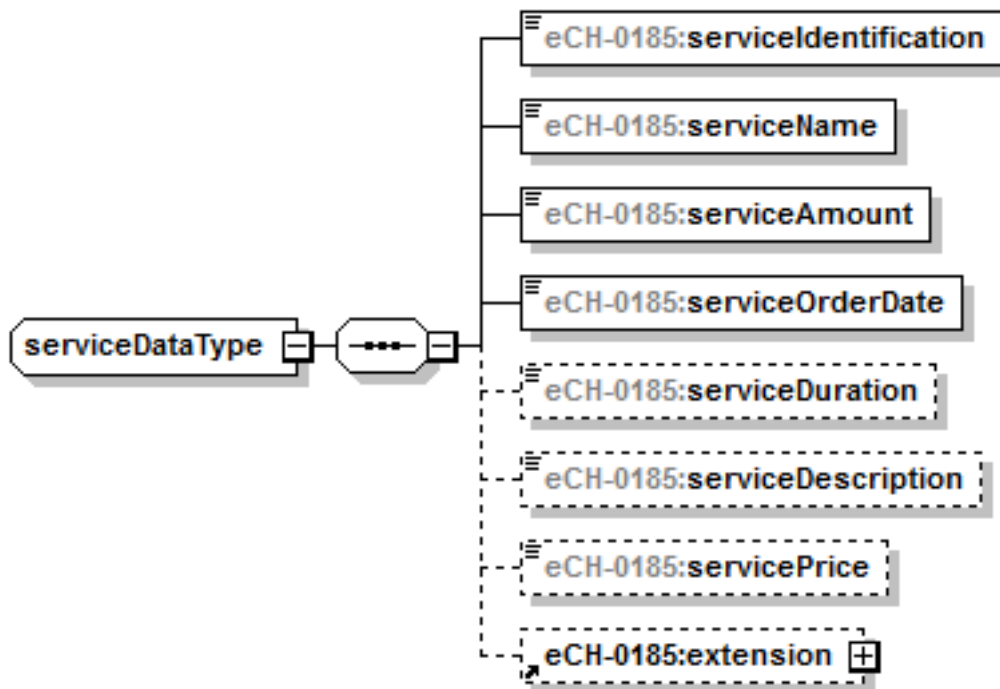 eCH-0185:serviceIdentification
eCH-0185:serviceName
eCH-0185:serviceAmount
eCH-0185:serviceOrderDate
serviceDataType
eCH-0185:serviceDuration
eCH-0185:serviceDescription
eCH-0185:servicePrice
eCH-0185:extension